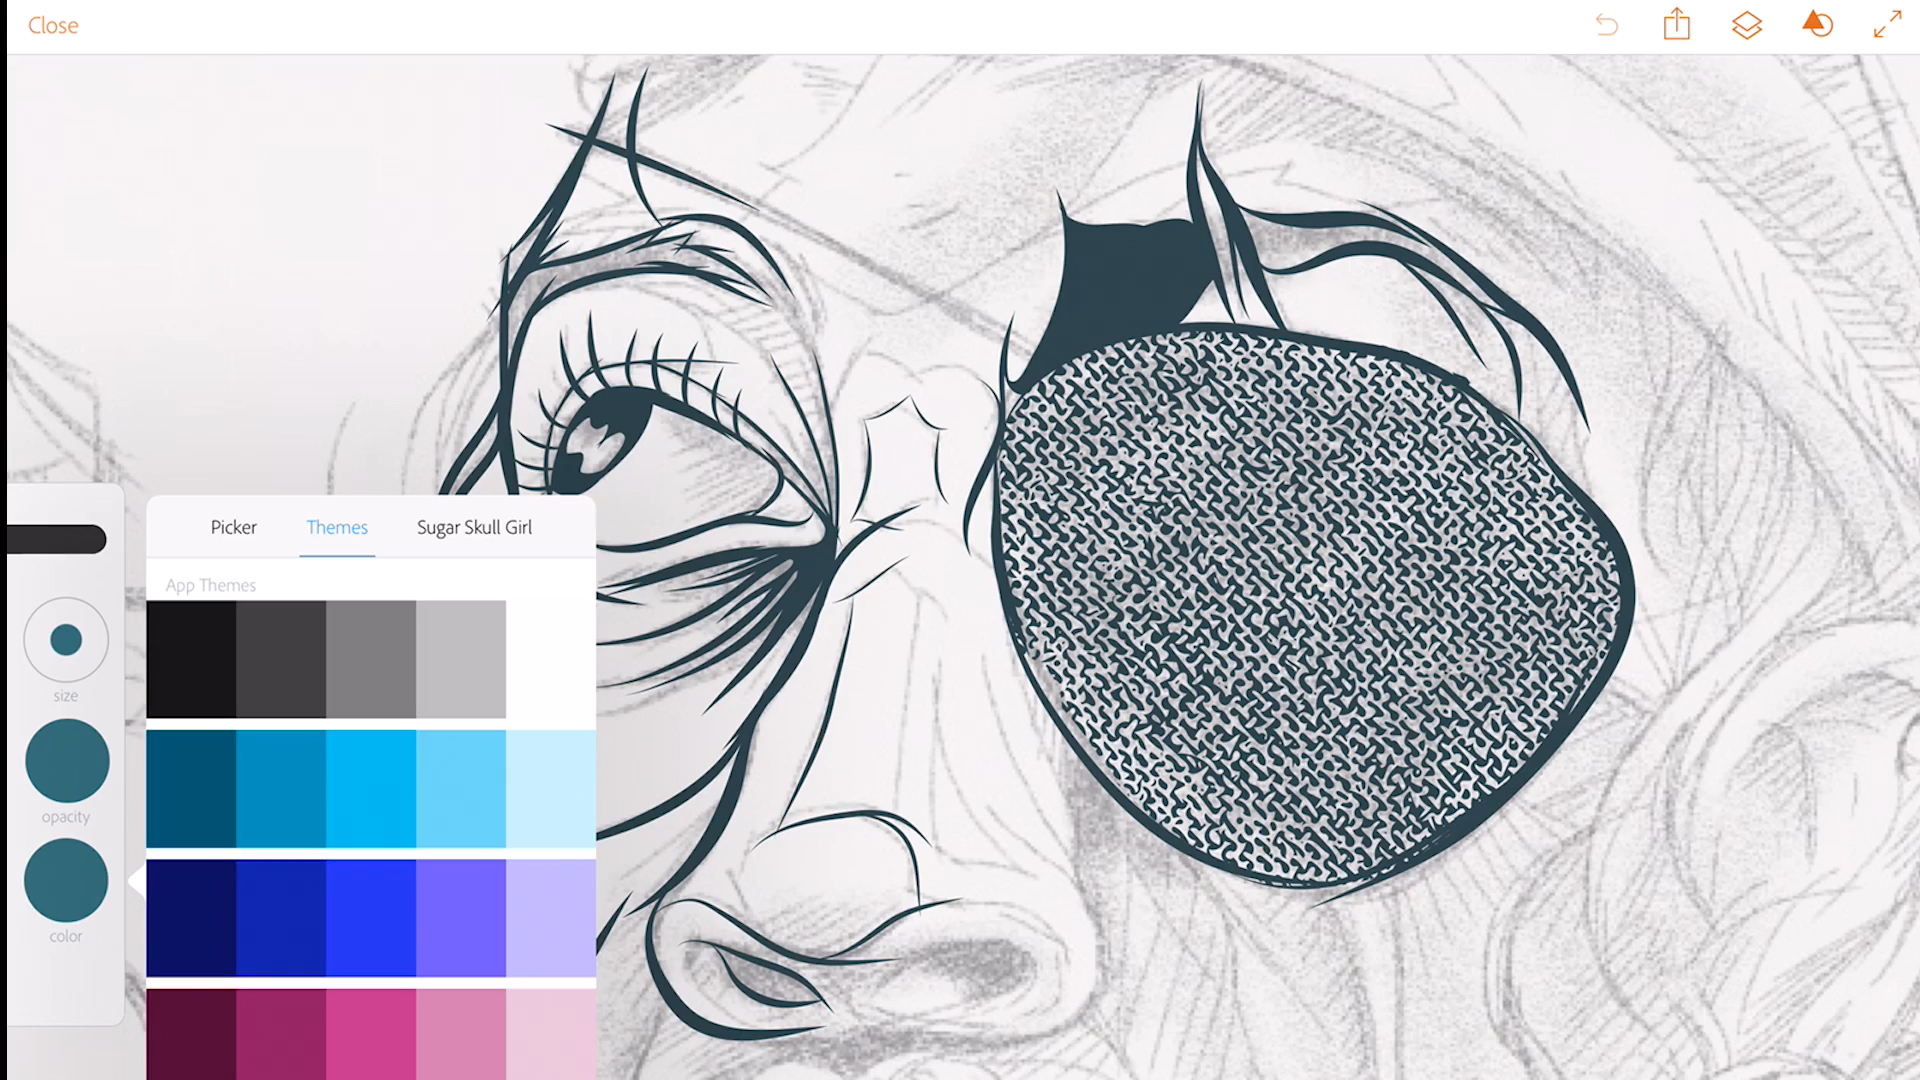 Close
Picker Themes Sugar Skull Girl
App Themes
size
opacity
color